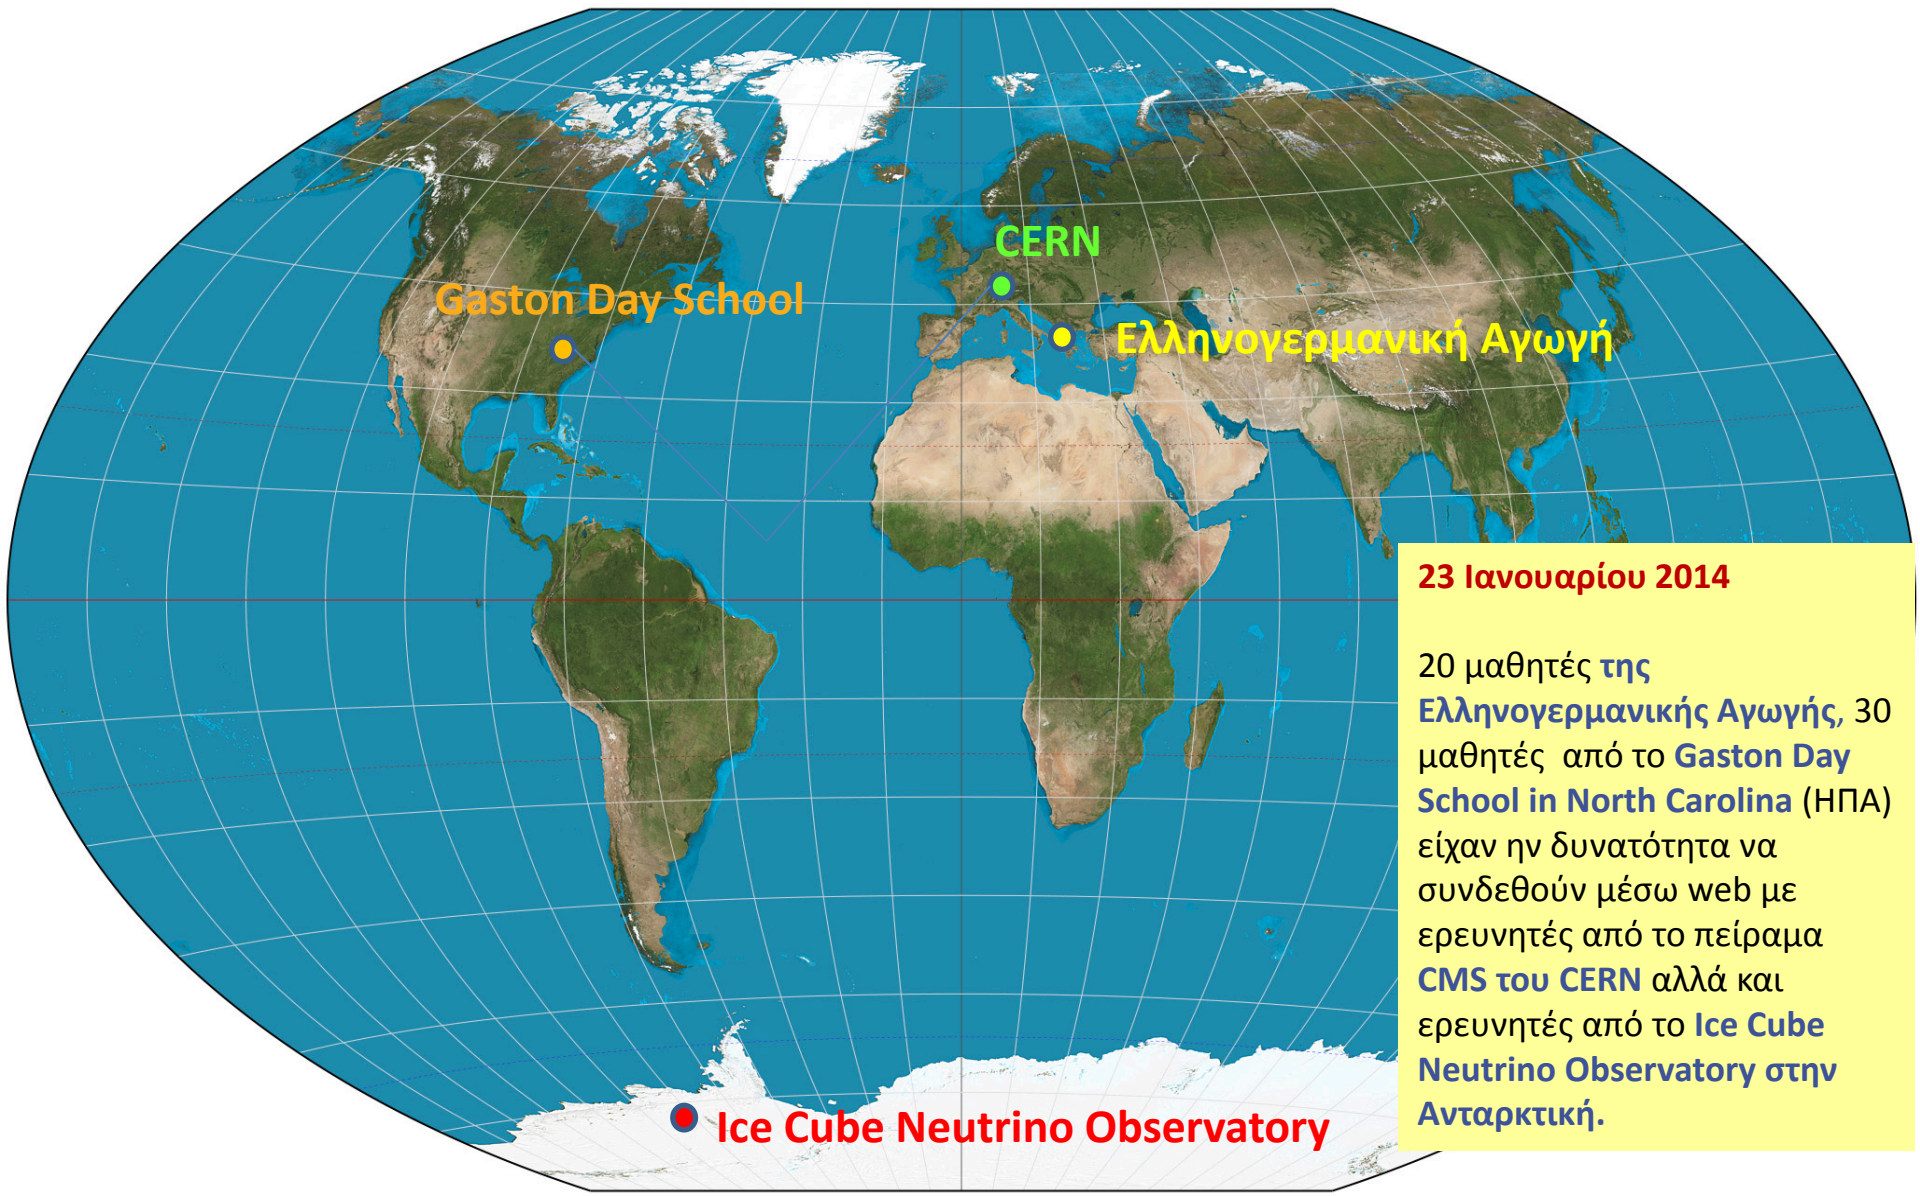 CERN
Gaston Day School
Ελληνογερμανική Αγωγή
23 Ιανουαρίου 2014
20 μαθητές της
Ελληνογερμανικής Αγωγής, 30
μαθητές από το Gaston Day
School in North Carolina (ΗΠΑ)
είχαν ην δυνατότητα να
συνδεθούν μέσω web με
ερευνητές από το πείραμα
CMS του CERN αλλά και
ερευνητές από το Ice Cube
Neutrino Observatory στην
Ανταρκτική.
Ice Cube Neutrino Observatory